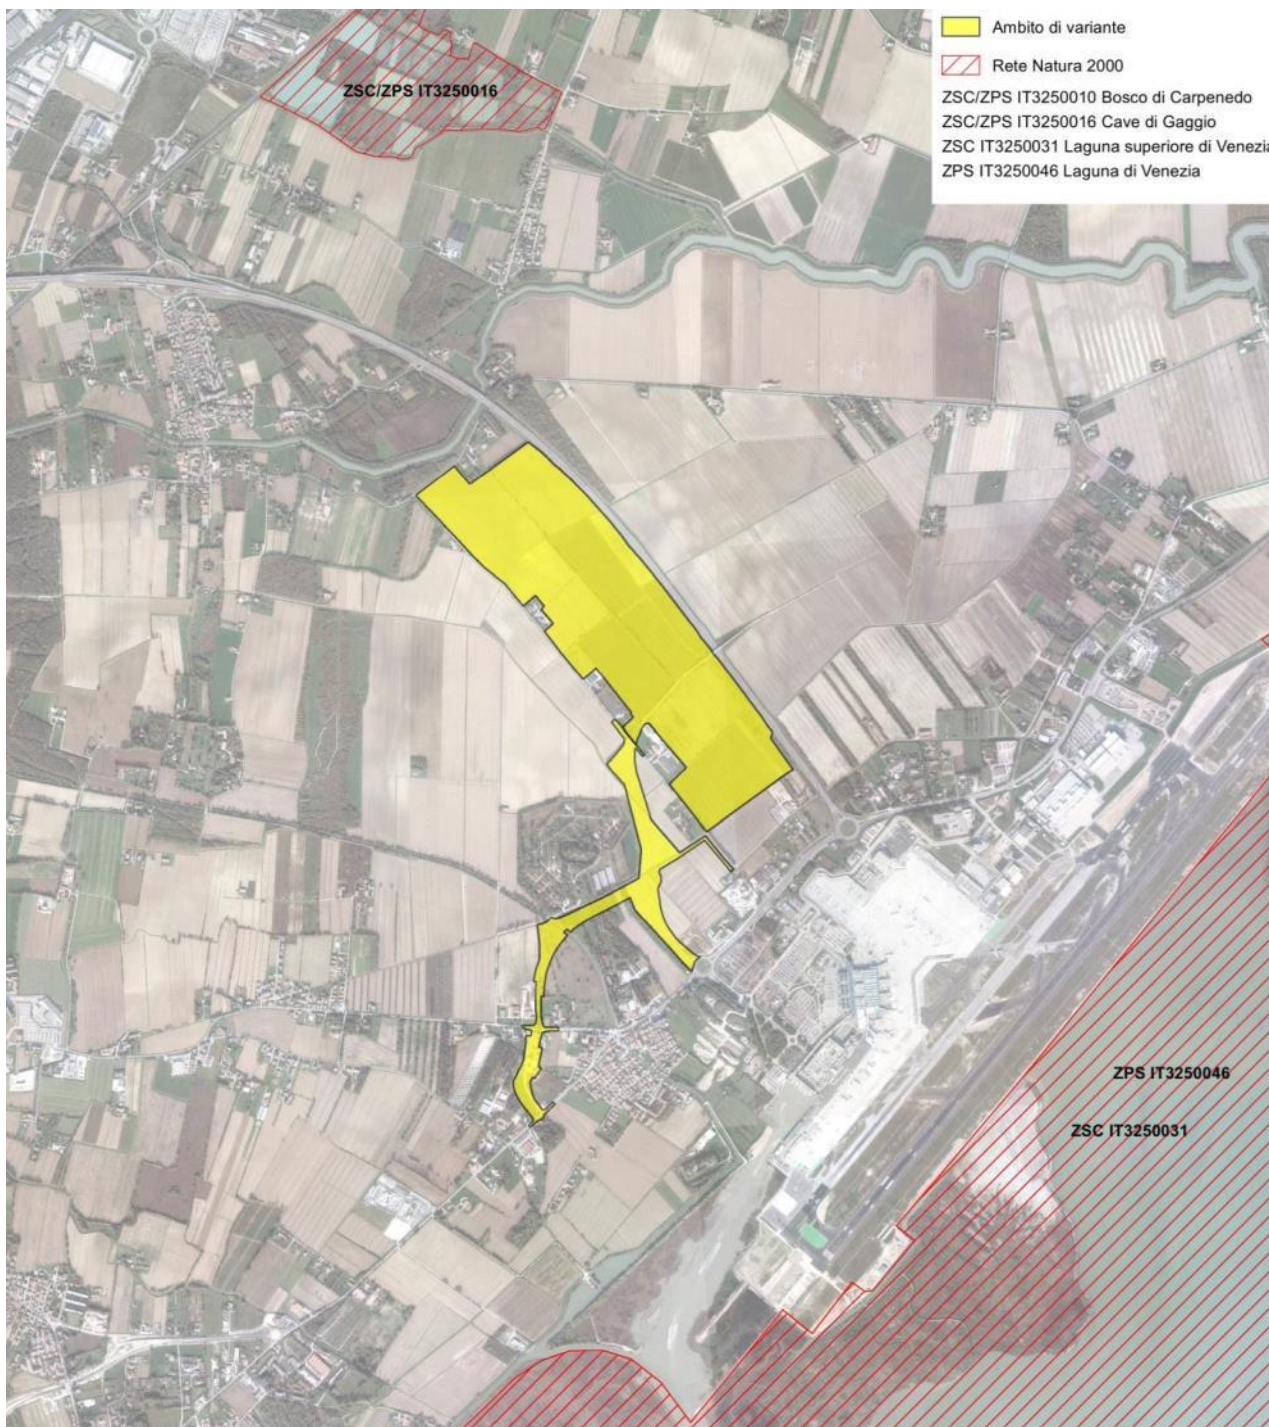 Ambito di variante
Rete Natura 2000
ZSC/ZPS IT3250010 Bosco di Carpenedo
ZSC/ZPS IT3250016 Cave di Gaggio
ZSC IT3250031 Laguna superiore di Venezia
ZPS IT3250046 Laguna di Venezia
ZSC/ZPS IT3250016
ZPS IT3250046
ZSC IT3250031